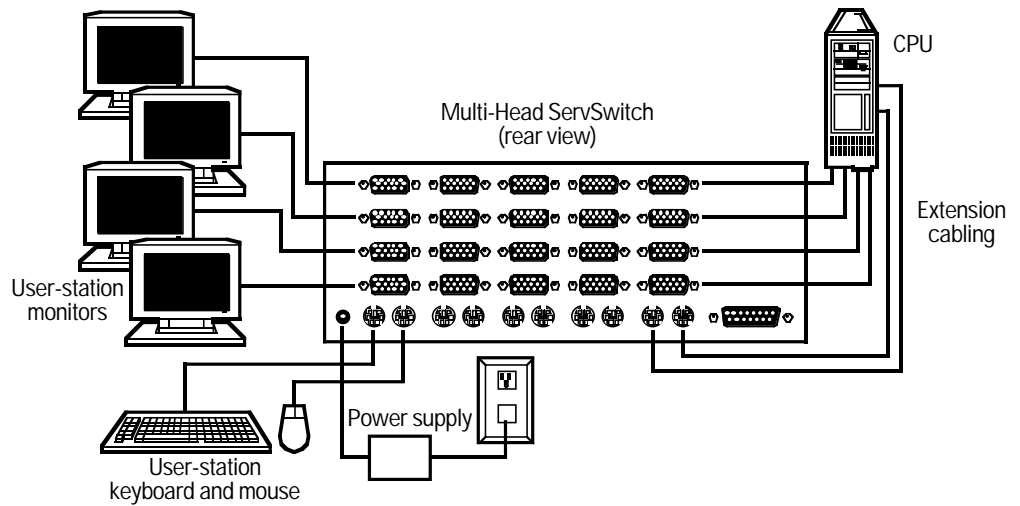 CPU
Multi-Head ServSwitch
(rear view)
Extension
cabling
User-station
monitors
Power supply
User-station
keyboard and mouse